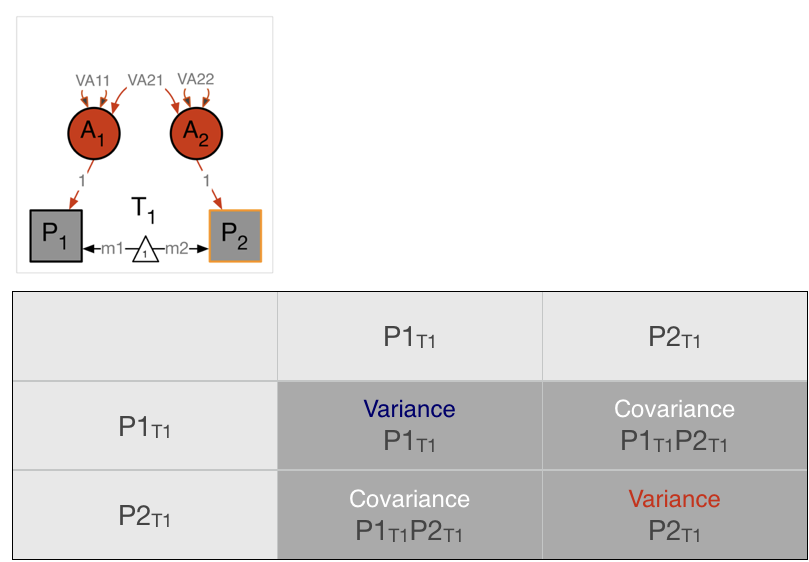 VA11 VA21 VA22
A1 A2
1 1
T1
P1 m1 1 m2 P2
P1T1 P2T1
Variance Covariance
P1T1 P1T1 P1T1P2T1
Covariance Variance
P2T1 P1T1P2T1 P2T1